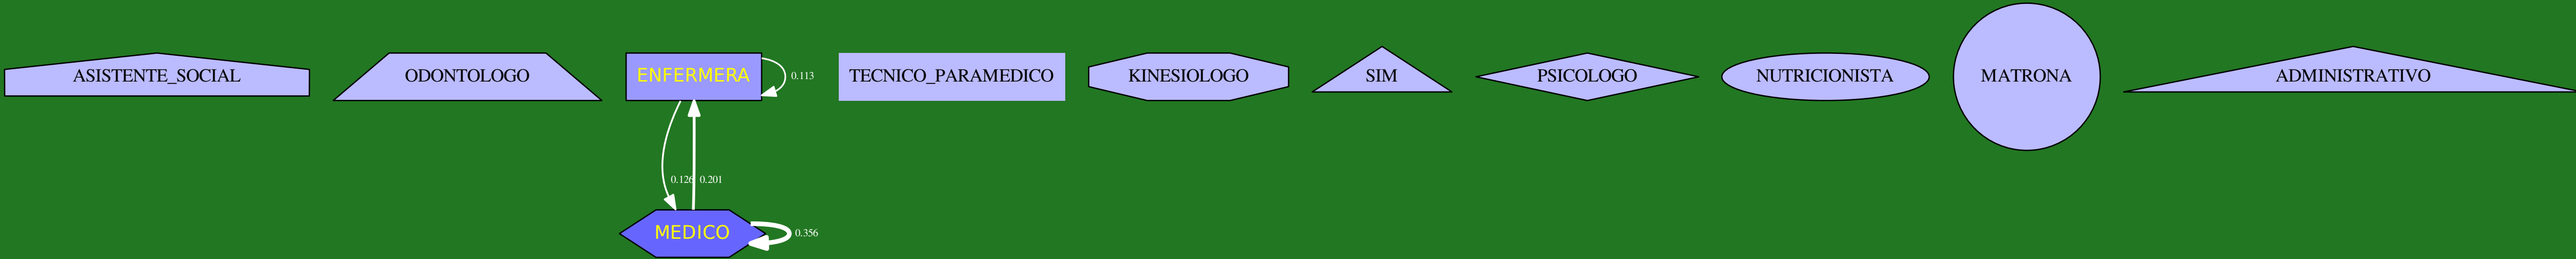 ASISTENTE_SOCIAL
ODONTOLOGO
ENFERMERA
0.113
TECNICO_PARAMEDICO
KINESIOLOGO
SIM
PSICOLOGO
NUTRICIONISTA
MATRONA
ADMINISTRATIVO
0.126
0.201
MEDICO
0.356